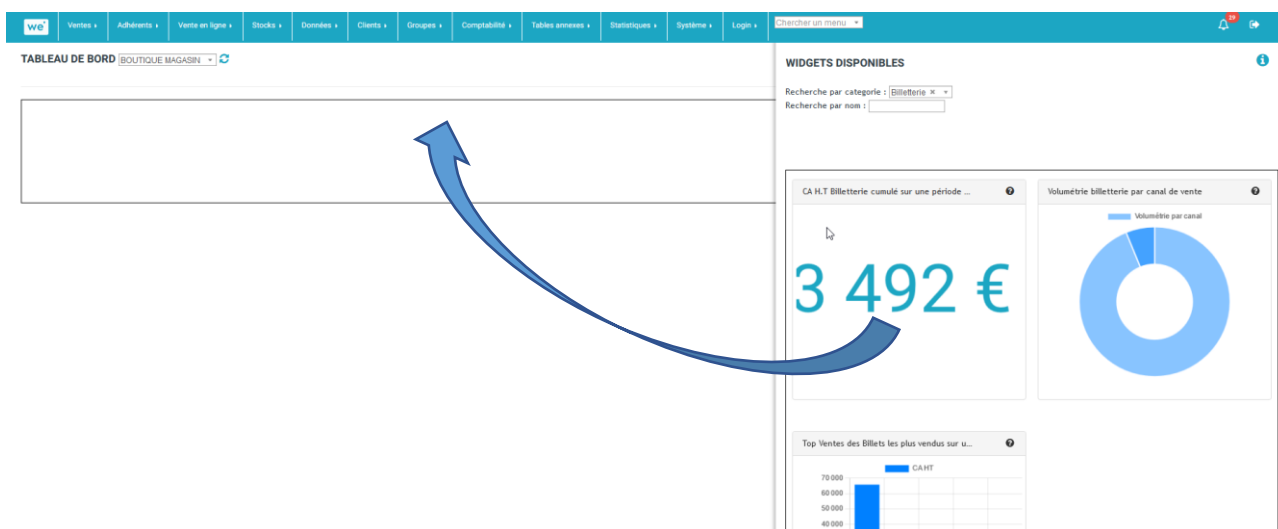 we Ventes Adhérents Vente en ligne Stocks Données Clients Groupes Comptabilité Tables annexes Statistiques Système Login Chercher un menu 39
TABLEAU DE BORD BOUTIQUE MAGASIN
WIDGETS DISPONIBLES
Recherche par categorie : Billetterie ×
Recherche par nom :
CA H.T Billetterie cumulé sur une période ...
Volumétrie billetterie par canal de vente
Volumétrie par canal
3 492 €
Top Ventes des Billets les plus vendus sur u...
CA HT
70 000
60 000
50 000
40 000